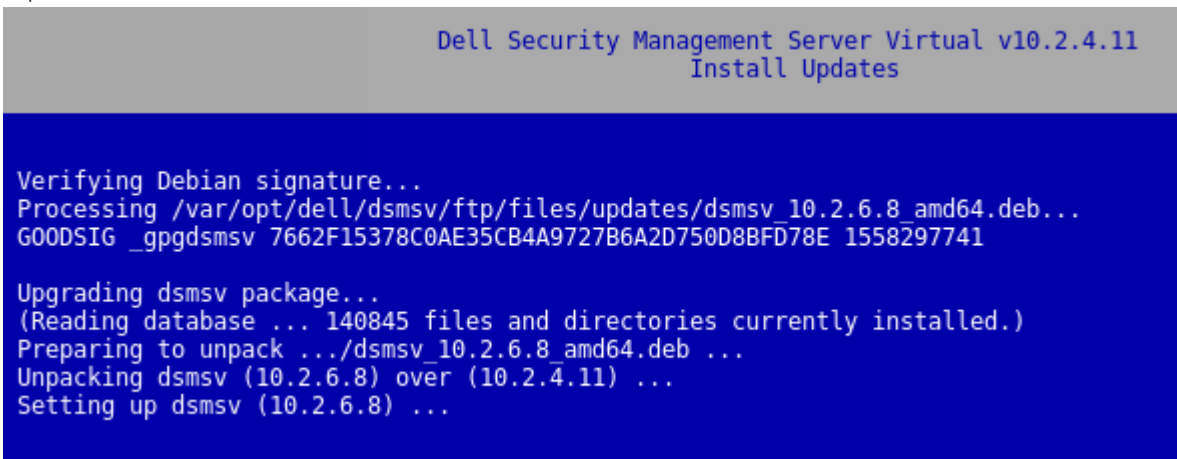 Dell Security Management Server Virtual v10.2.4.11
Install Updates
Verifying Debian signature...
Processing /var/opt/dell/dsmsv/ftp/files/updates/dsmsv_10.2.6.8_amd64.deb...
GOODSIG _gpgdsmsv 7662F15378C0AE35CB4A9727B6A2D750D8BFD78E 1558297741
Upgrading dsmsv package...
(Reading database ... 140845 files and directories currently installed.)
Preparing to unpack .../dsmsv_10.2.6.8_amd64.deb ...
Unpacking dsmsv (10.2.6.8) over (10.2.4.11) ...
Setting up dsmsv (10.2.6.8) ...